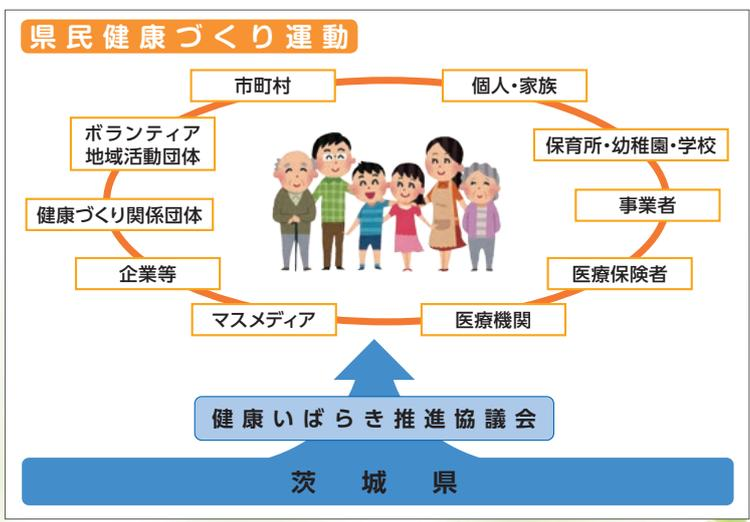 県民健康づくり運動
市町村
個人・家族
ボランティア
地域活動団体
保育所・幼稚園・学校
健康づくり関係団体
事業者
企業等
医療保険者
マスメディア
医療機関
健康いばらき推進協議会
茨城県